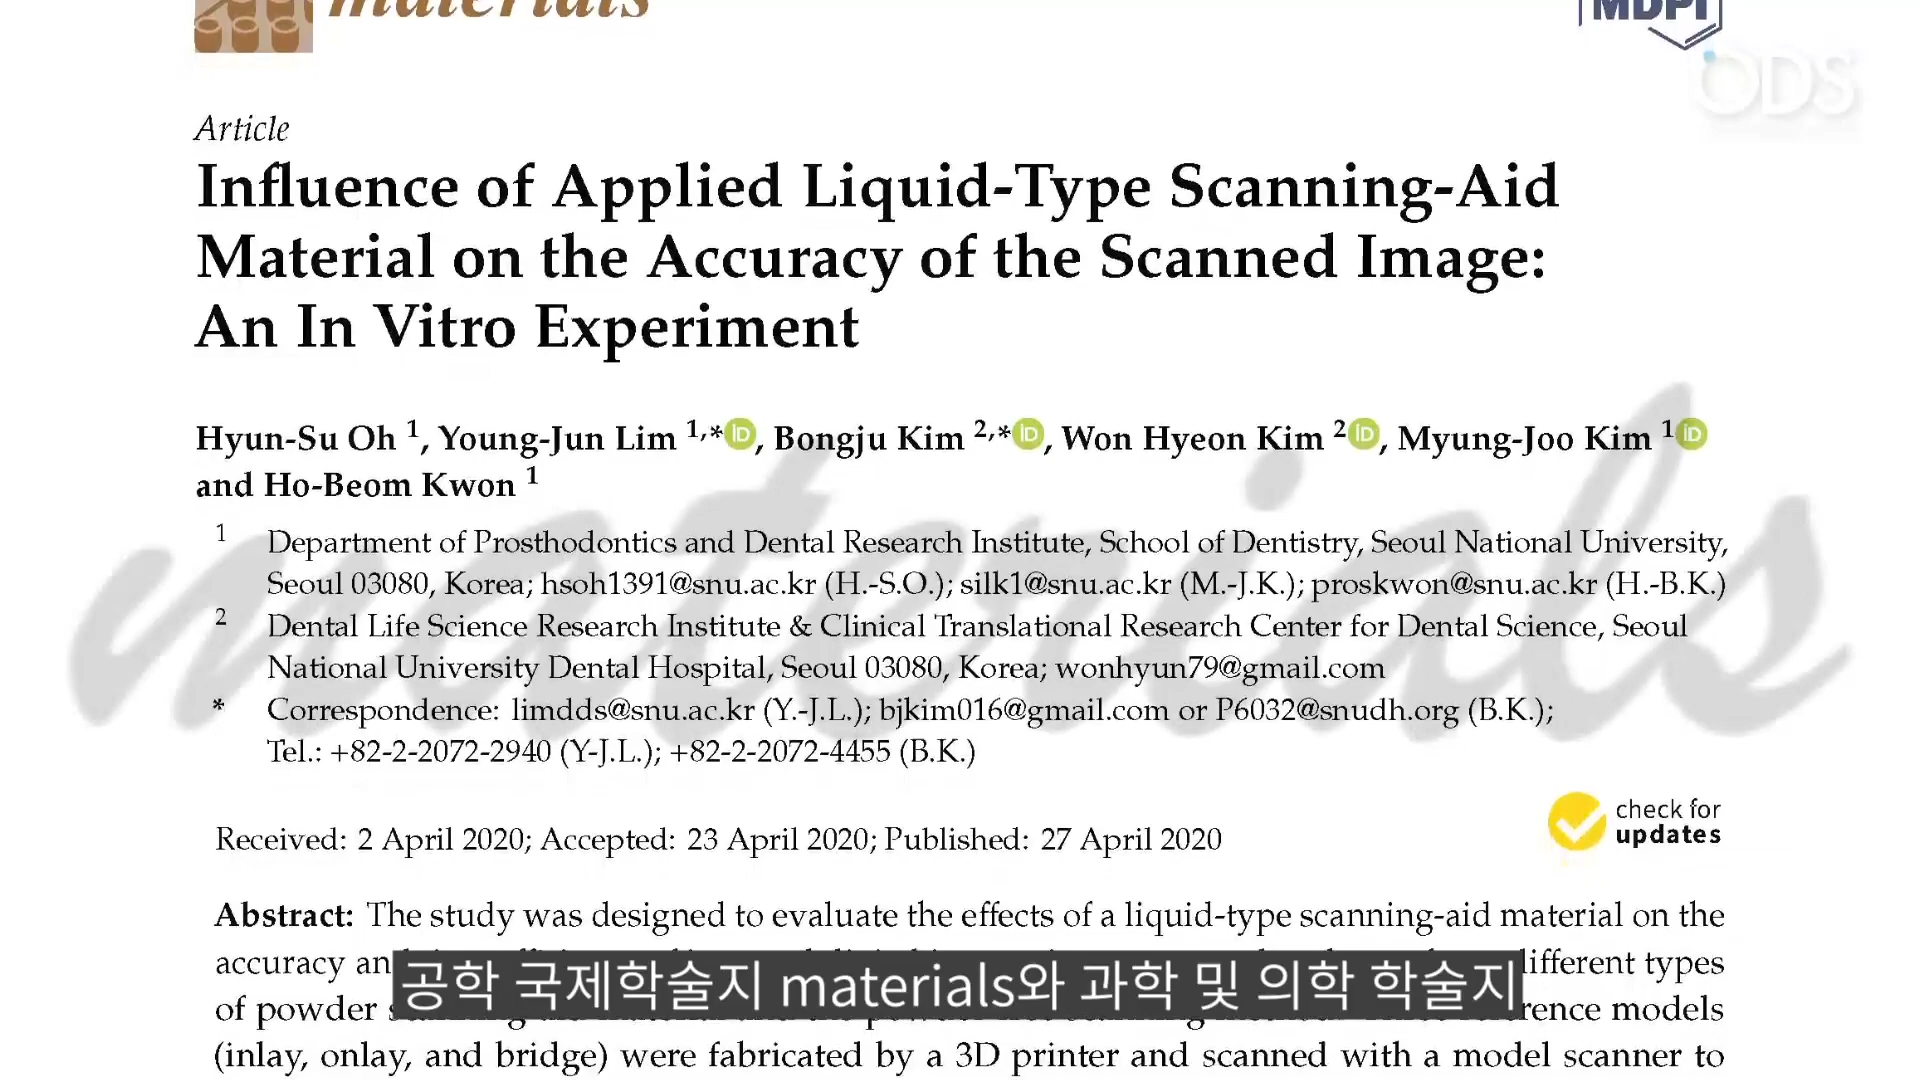 materials
MDPI
ODS
Article
Influence of Applied Liquid-Type Scanning-Aid
Material on the Accuracy of the Scanned Image:
An In Vitro Experiment
Hyun-Su Oh 1, Young-Jun Lim 1,* iD, Bongju Kim 2,* iD, Won Hyeon Kim 2 iD, Myung-Joo Kim 1 iD
and Ho-Beom Kwon 1
materials
1 Department of Prosthodontics and Dental Research Institute, School of Dentistry, Seoul National University,
Seoul 03080, Korea; hsoh1391@snu.ac.kr (H.-S.O.); silk1@snu.ac.kr (M.-J.K.); proskwon@snu.ac.kr (H.-B.K.)
2 Dental Life Science Research Institute & Clinical Translational Research Center for Dental Science, Seoul
National University Dental Hospital, Seoul 03080, Korea; wonhyun79@gmail.com
* Correspondence: limdds@snu.ac.kr (Y.-J.L.); bjkim016@gmail.com or P6032@snudh.org (B.K.);
Tel.: +82-2-2072-2940 (Y-J.L.); +82-2-2072-4455 (B.K.)
check for
updates
Received: 2 April 2020; Accepted: 23 April 2020; Published: 27 April 2020
Abstract: The study was designed to evaluate the effects of a liquid-type scanning-aid material on the
accuracy types
of powder models
공학 국제학술지 materials와 과학 및 의학 학술지
(inlay, onlay, and bridge) were fabricated by a 3D printer and scanned with a model scanner to